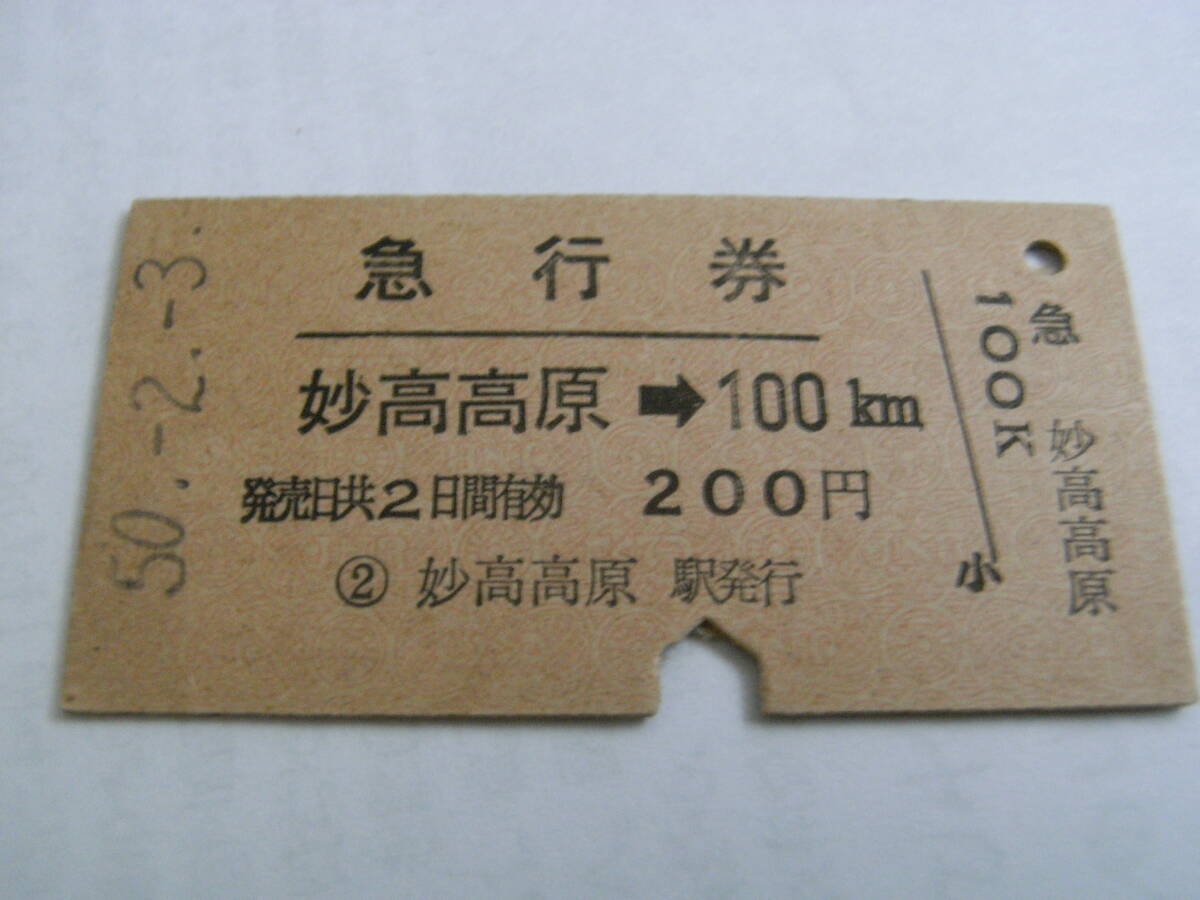 急行券
妙高高原➡100km
発売日共2日間有効 200円
② 妙高高原 駅発行
50.-2.-3.
急 妙高高原
100K
小